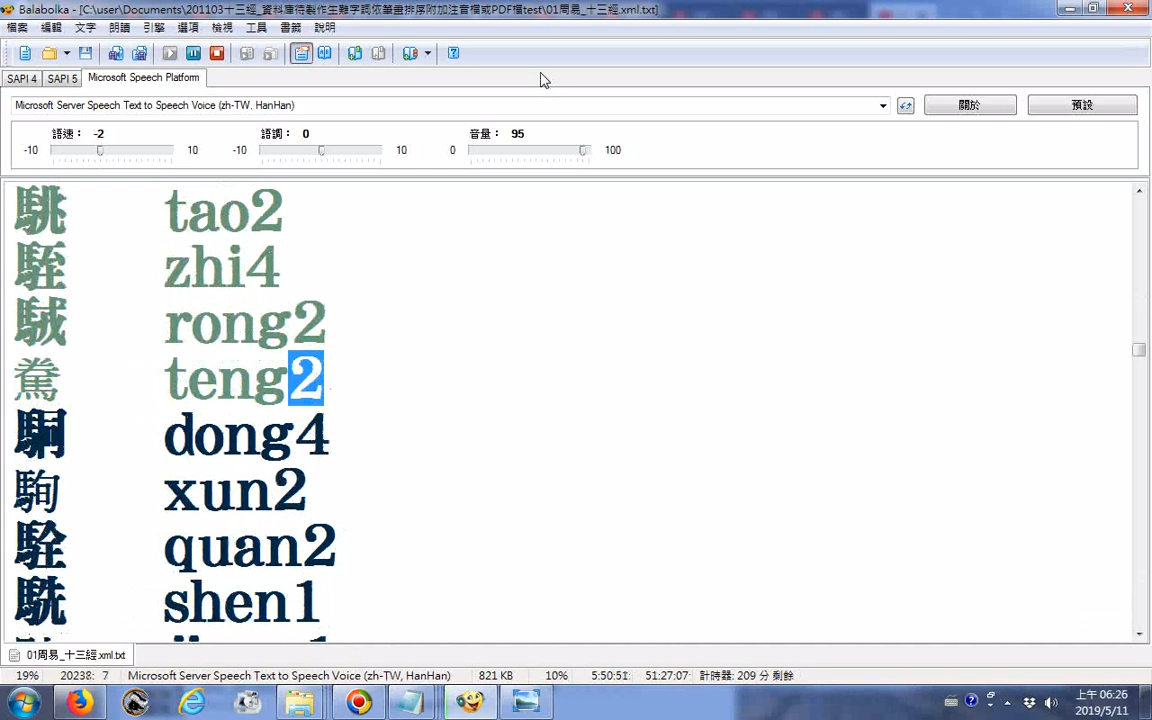 Balabolka - [C:\user\Documents\201103十三經_資料庫待製作生難字詞依筆畫排序附加注音檔或PDF檔test\01周易_十三經.xml.txt]
檔案 編輯 文字 朗讀 引擎 選項 檢視 工具 書籤 說明
SAPI 4 SAPI 5 Microsoft Speech Platform
Microsoft Server Speech Text to Speech Voice (zh-TW, HanHan) 關於 預設
語速： -2 語調： 0 音量： 95
-10 10 -10 10 0 100
駣 tao2
駤 zhi4
駥 rong2
駦 teng2
駧 dong4
駨 xun2
駩 quan2
駪 shen1
01周易_十三經.xml.txt
19% 20238: 7 Microsoft Server Speech Text to Speech Voice (zh-TW, HanHan) 821 KB 10% 5:50:51 51:27:07 計時器: 209 分 剩餘
上午 06:26
2019/5/11